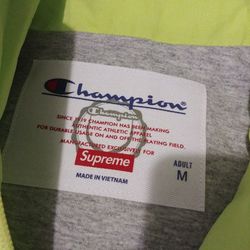 Champion
Champion
SINCE 1919 CHAMPION HAS BEEN MAKING
AUTHENTIC ATHLETIC APPAREL
FOR DURABLE USAGE ON AND OFF THE PLAYING FIELD.
MANUFACTURED EXCLUSIVELY FOR
Supreme
ADULT
M
MADE IN VIETNAM